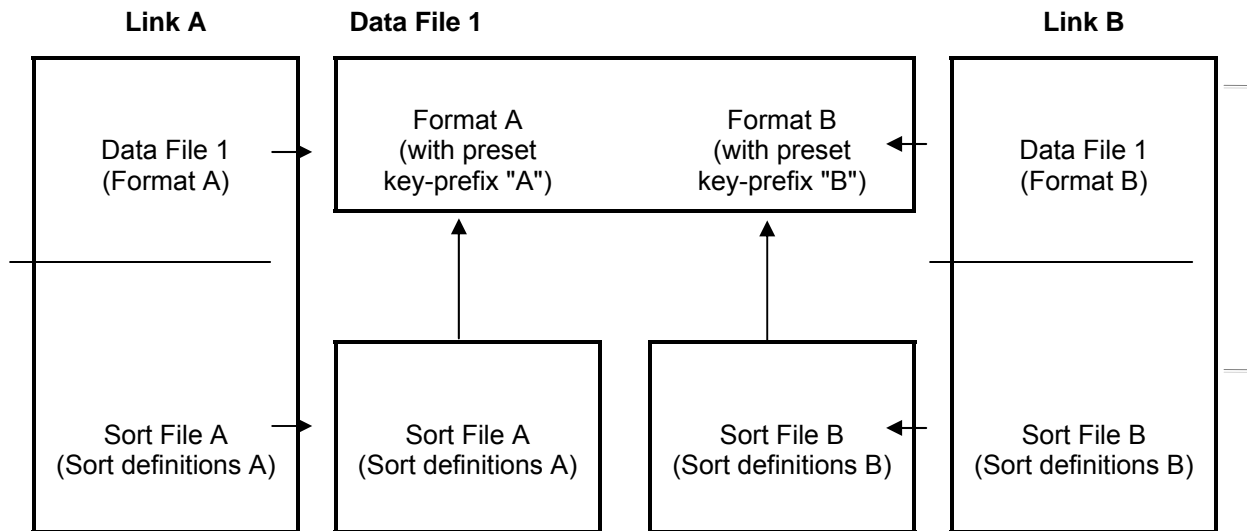 Link A
Data File 1
Link B
Data File 1
(Format A)
Format A
(with preset
key-prefix "A")
Format B
(with preset
key-prefix "B")
Data File 1
(Format B)
Sort File A
(Sort definitions A)
Sort File A
(Sort definitions A)
Sort File B
(Sort definitions B)
Sort File B
(Sort definitions B)